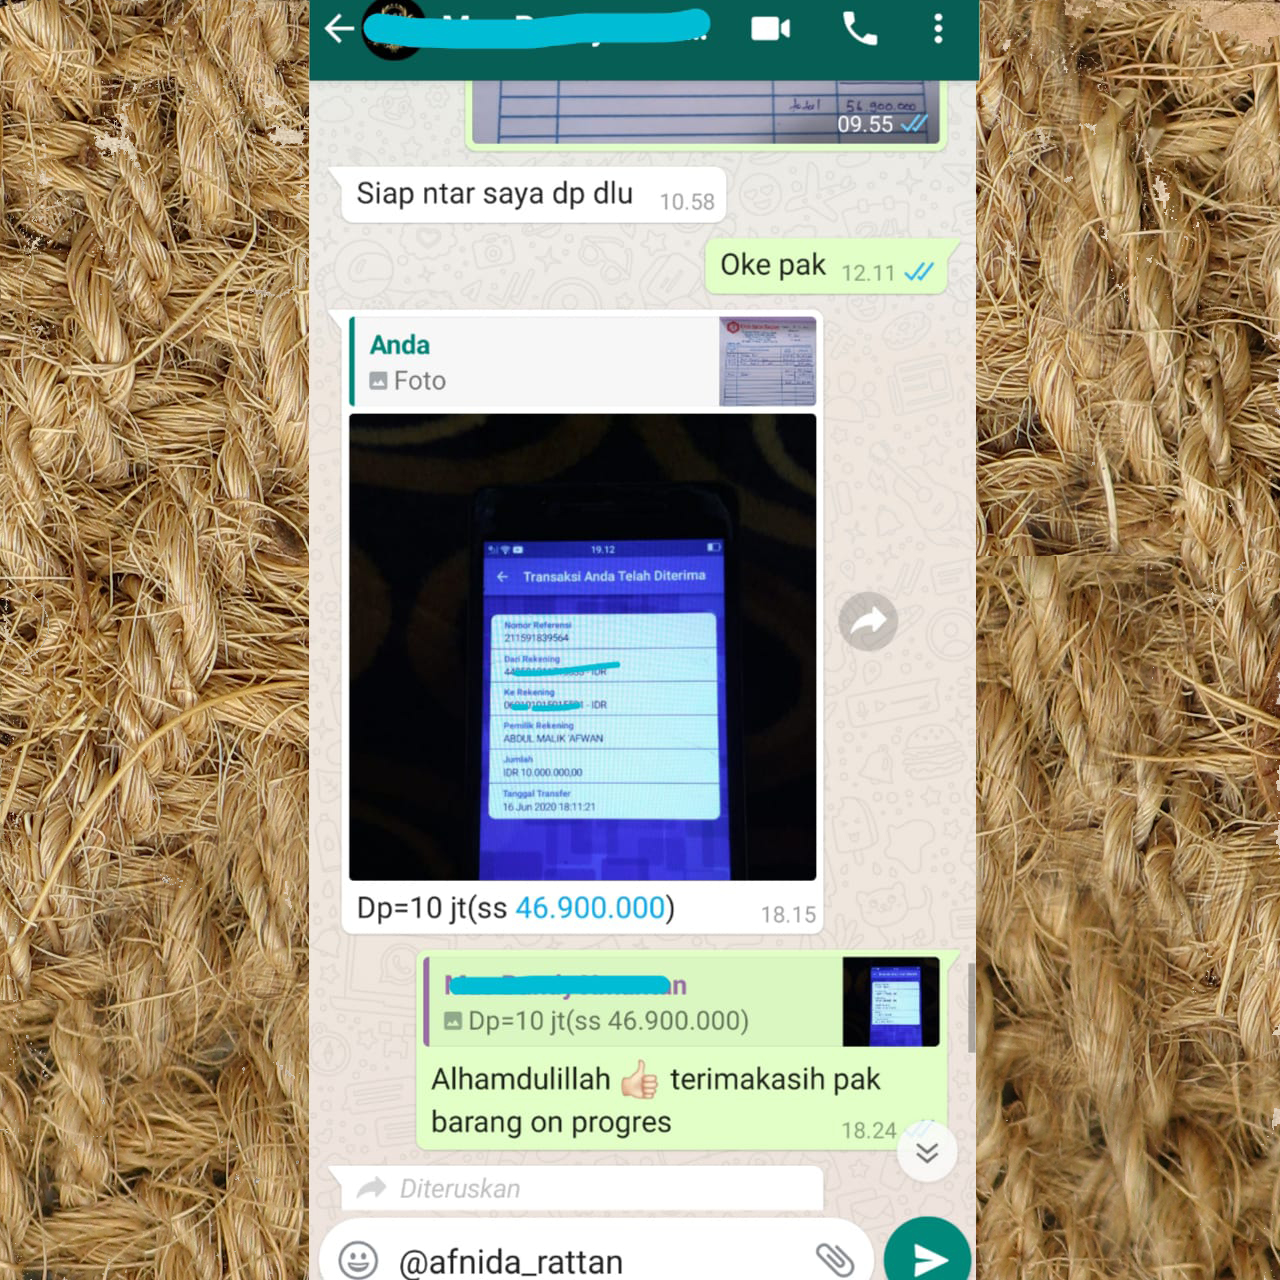 total 56.900.000
09.55
Siap ntar saya dp dlu 10.58
Oke pak 12.11
Anda
Foto
19.12
Transaksi Anda Telah Diterima
Nomor Referensi
211591839564
Dari Rekening
- IDR
Ke Rekening
- IDR
Pemilik Rekening
ABDUL MALIK 'AFWAN
Jumlah
IDR 10.000.000,00
Tanggal Transfer
16 Jun 2020 18:11:21
Dp=10 jt(ss 46.900.000) 18.15
Dp=10 jt(ss 46.900.000)
Alhamdulillah 👍🏻 terimakasih pak
barang on progres 18.24
Diteruskan
@afnida_rattan